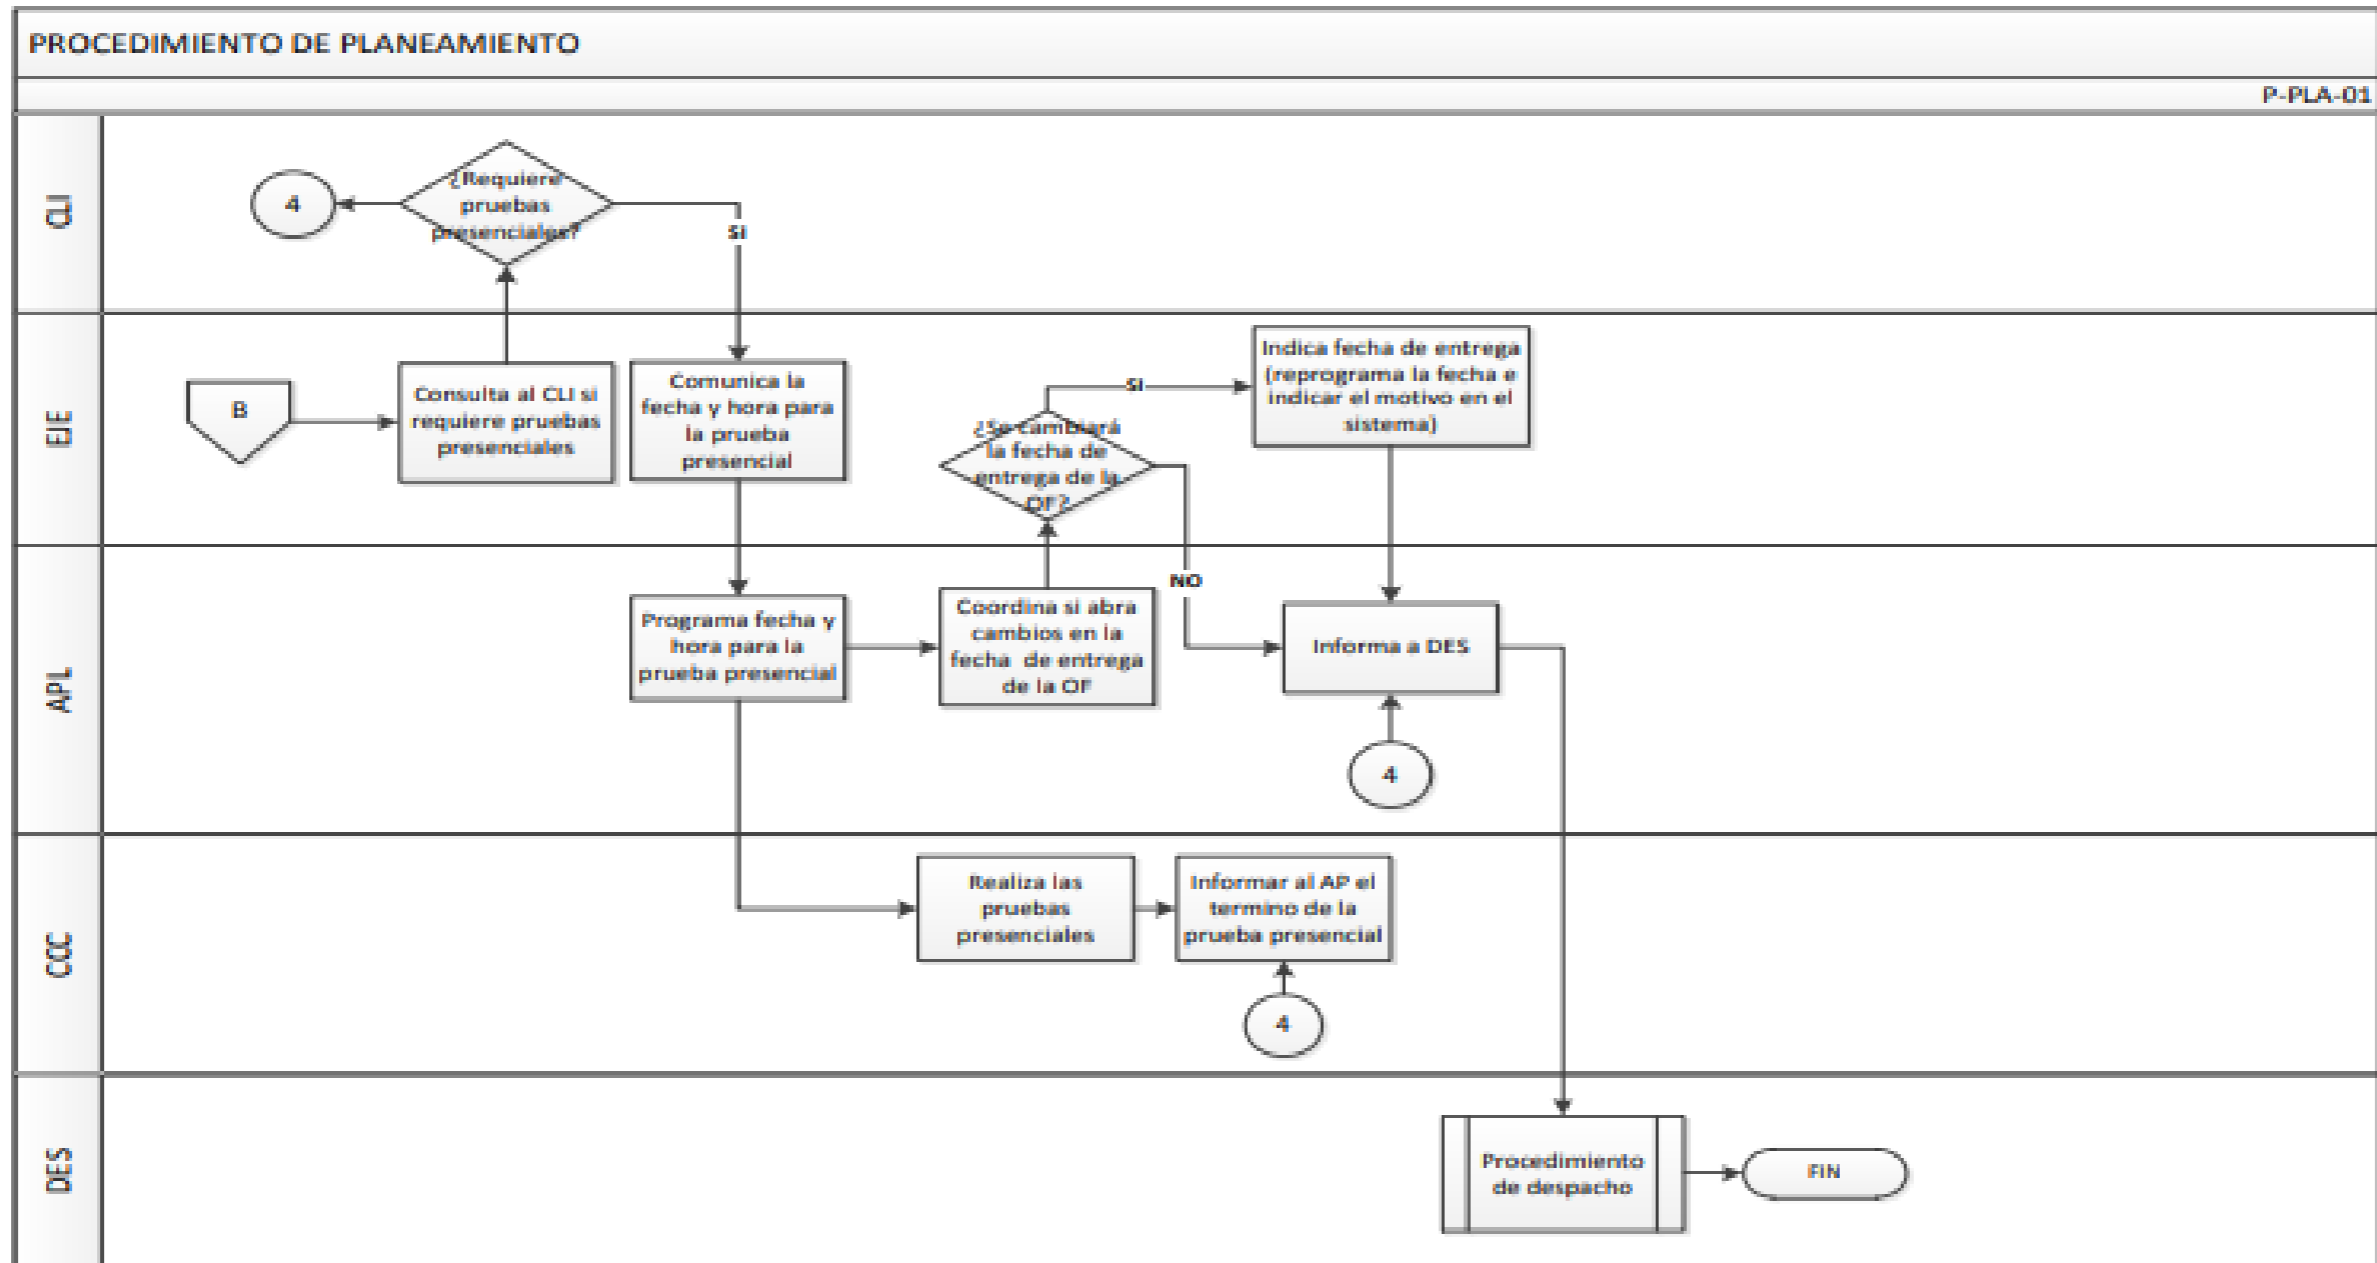 PROCEDIMIENTO DE PLANEAMIENTO
P-PLA-01
CLI
4
¿Requiere
pruebas
presenciales?
SI
EJE
B
Consulta al CLI si
requiere pruebas
presenciales
Comunica la
fecha y hora para
la prueba
presencial
¿Se cambiará
la fecha de
entrega de la
OF?
SI
Indica fecha de entrega
(reprograma la fecha e
indicar el motivo en el
sistema)
NO
APL
Programa fecha y
hora para la
prueba presencial
Coordina si abra
cambios en la
fecha de entrega
de la OF
Informa a DES
4
CCC
Realiza las
pruebas
presenciales
Informar al AP el
termino de la
prueba presencial
4
DES
Procedimiento
de despacho
FIN